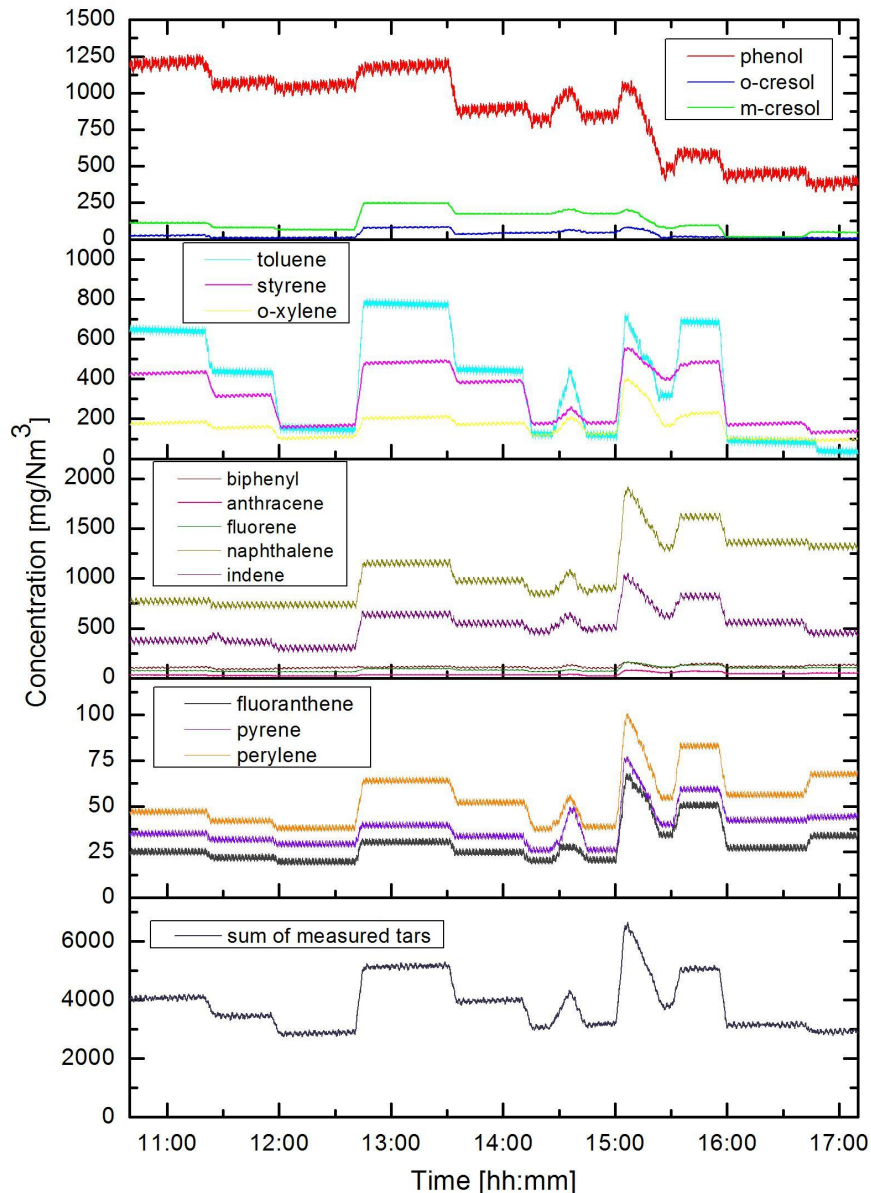 1500
1250
1000
750
500
250
0
phenol
o-cresol
m-cresol
1000
800
600
400
200
0
toluene
styrene
o-xylene
2000
1500
1000
500
0
biphenyl
anthracene
fluorene
naphthalene
indene
100
75
50
25
0
fluoranthene
pyrene
perylene
6000
4000
2000
0
sum of measured tars
Concentration [mg/Nm³]
11:00 12:00 13:00 14:00 15:00 16:00 17:00
Time [hh:mm]